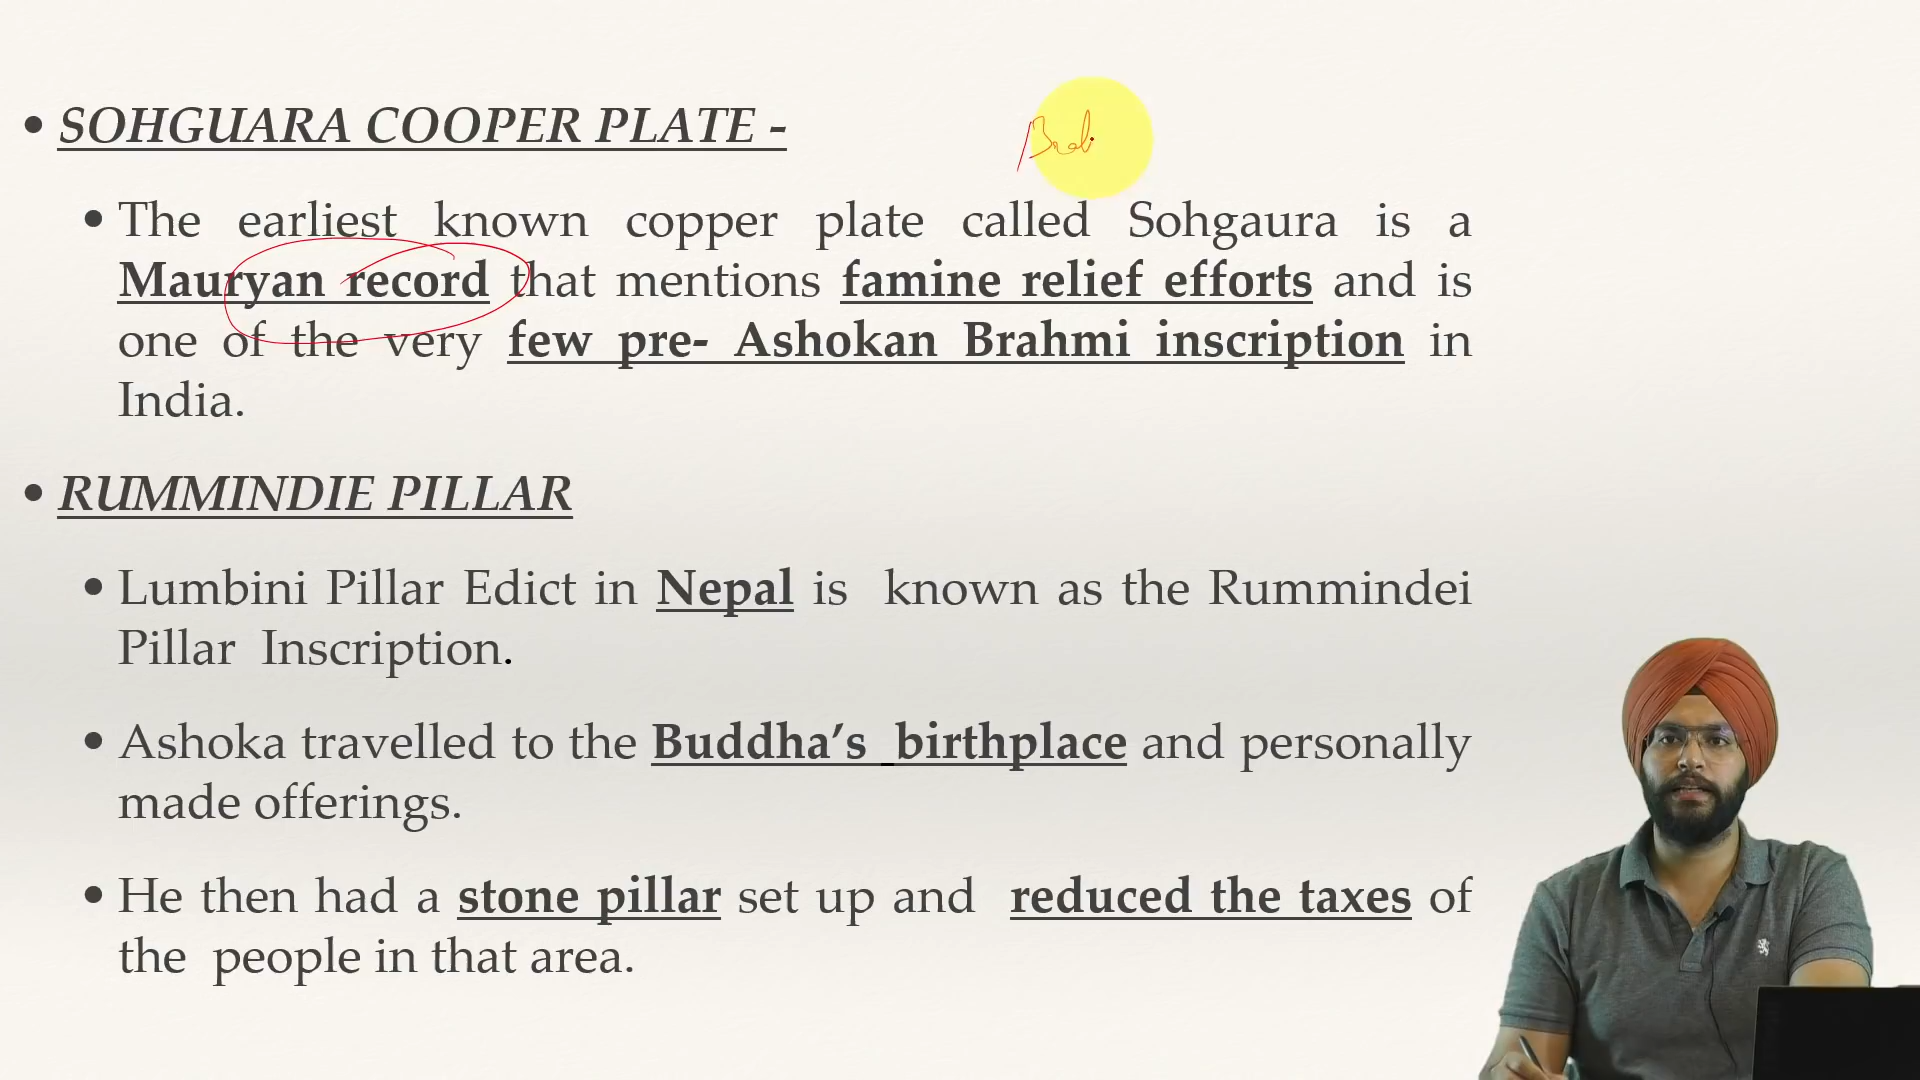 • SOHGUARA COOPER PLATE -
• The earliest known copper plate called Sohgaura is a
Mauryan record that mentions famine relief efforts and is
one of the very few pre- Ashokan Brahmi inscription in
India.
• RUMMINDIE PILLAR
• Lumbini Pillar Edict in Nepal is known as the Rummindei
Pillar Inscription.
• Ashoka travelled to the Buddha’s birthplace and personally
made offerings.
• He then had a stone pillar set up and reduced the taxes of
the people in that area.